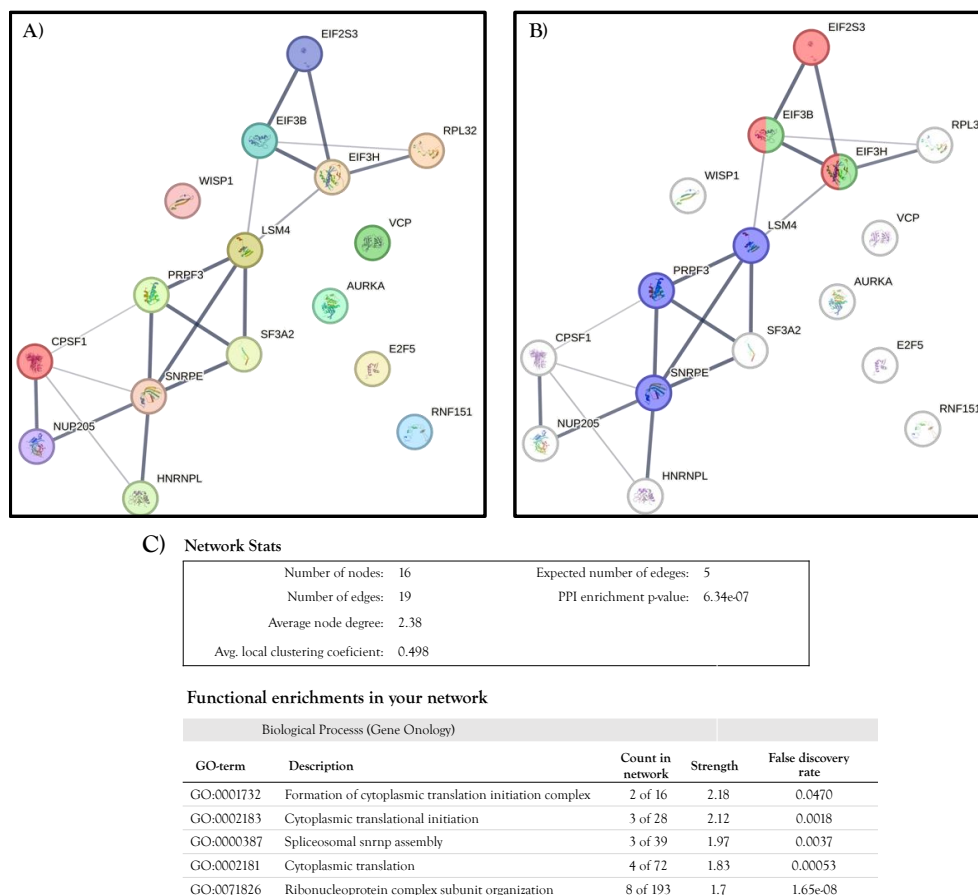 A)
EIF2S3
EIF3B
RPL32
EIF3H
WISP1
LSM4
VCP
PRPF3
AURKA
CPSF1
SF3A2
E2F5
SNRPE
RNF151
NUP205
HNRNPL
B)
EIF2S3
EIF3B
RPL3
EIF3H
WISP1
LSM4
VCP
PRPF3
AURKA
CPSF1
SF3A2
E2F5
SNRPE
RNF151
NUP205
HNRNPL
C) Network Stats
Number of nodes: 16 Expected number of edeges: 5
Number of edges: 19 PPI enrichment p-value: 6.34e-07
Average node degree: 2.38
Avg. local clustering coeficient: 0.498
Functional enrichments in your network
Biological Processs (Gene Onology)
GO-term Description Count in network Strength False discovery rate
GO:0001732 Formation of cytoplasmic translation initiation complex 2 of 16 2.18 0.0470
GO:0002183 Cytoplasmic translational initiation 3 of 28 2.12 0.0018
GO:0000387 Spliceosomal snrnp assembly 3 of 39 1.97 0.0037
GO:0002181 Cytoplasmic translation 4 of 72 1.83 0.00053
GO:0071826 Ribonucleoprotein complex subunit organization 8 of 193 1.7 1.65e-08